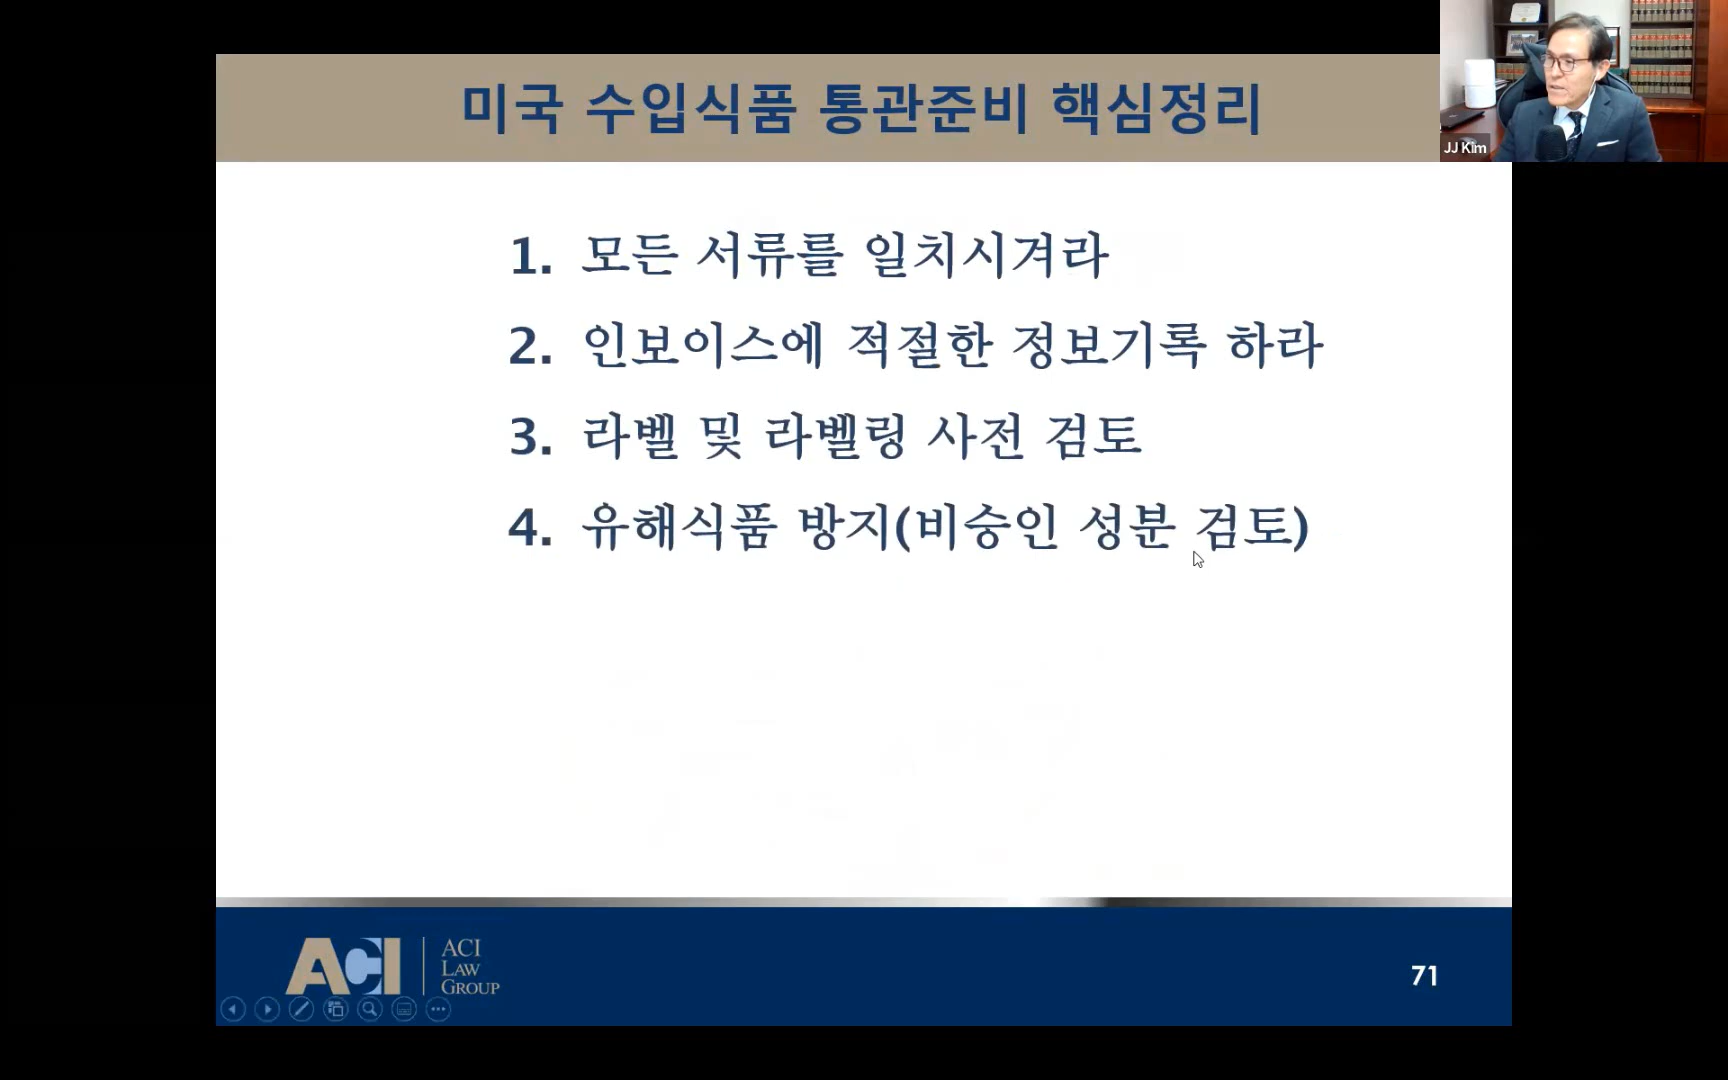 미국 수입식품 통관준비 핵심정리
JJ Kim
1. 모든 서류를 일치시겨라
2. 인보이스에 적절한 정보기록 하라
3. 라벨 및 라벨링 사전 검토
4. 유해식품 방지(비승인 성분 검토)
ACI
ACI
LAW
GROUP
71